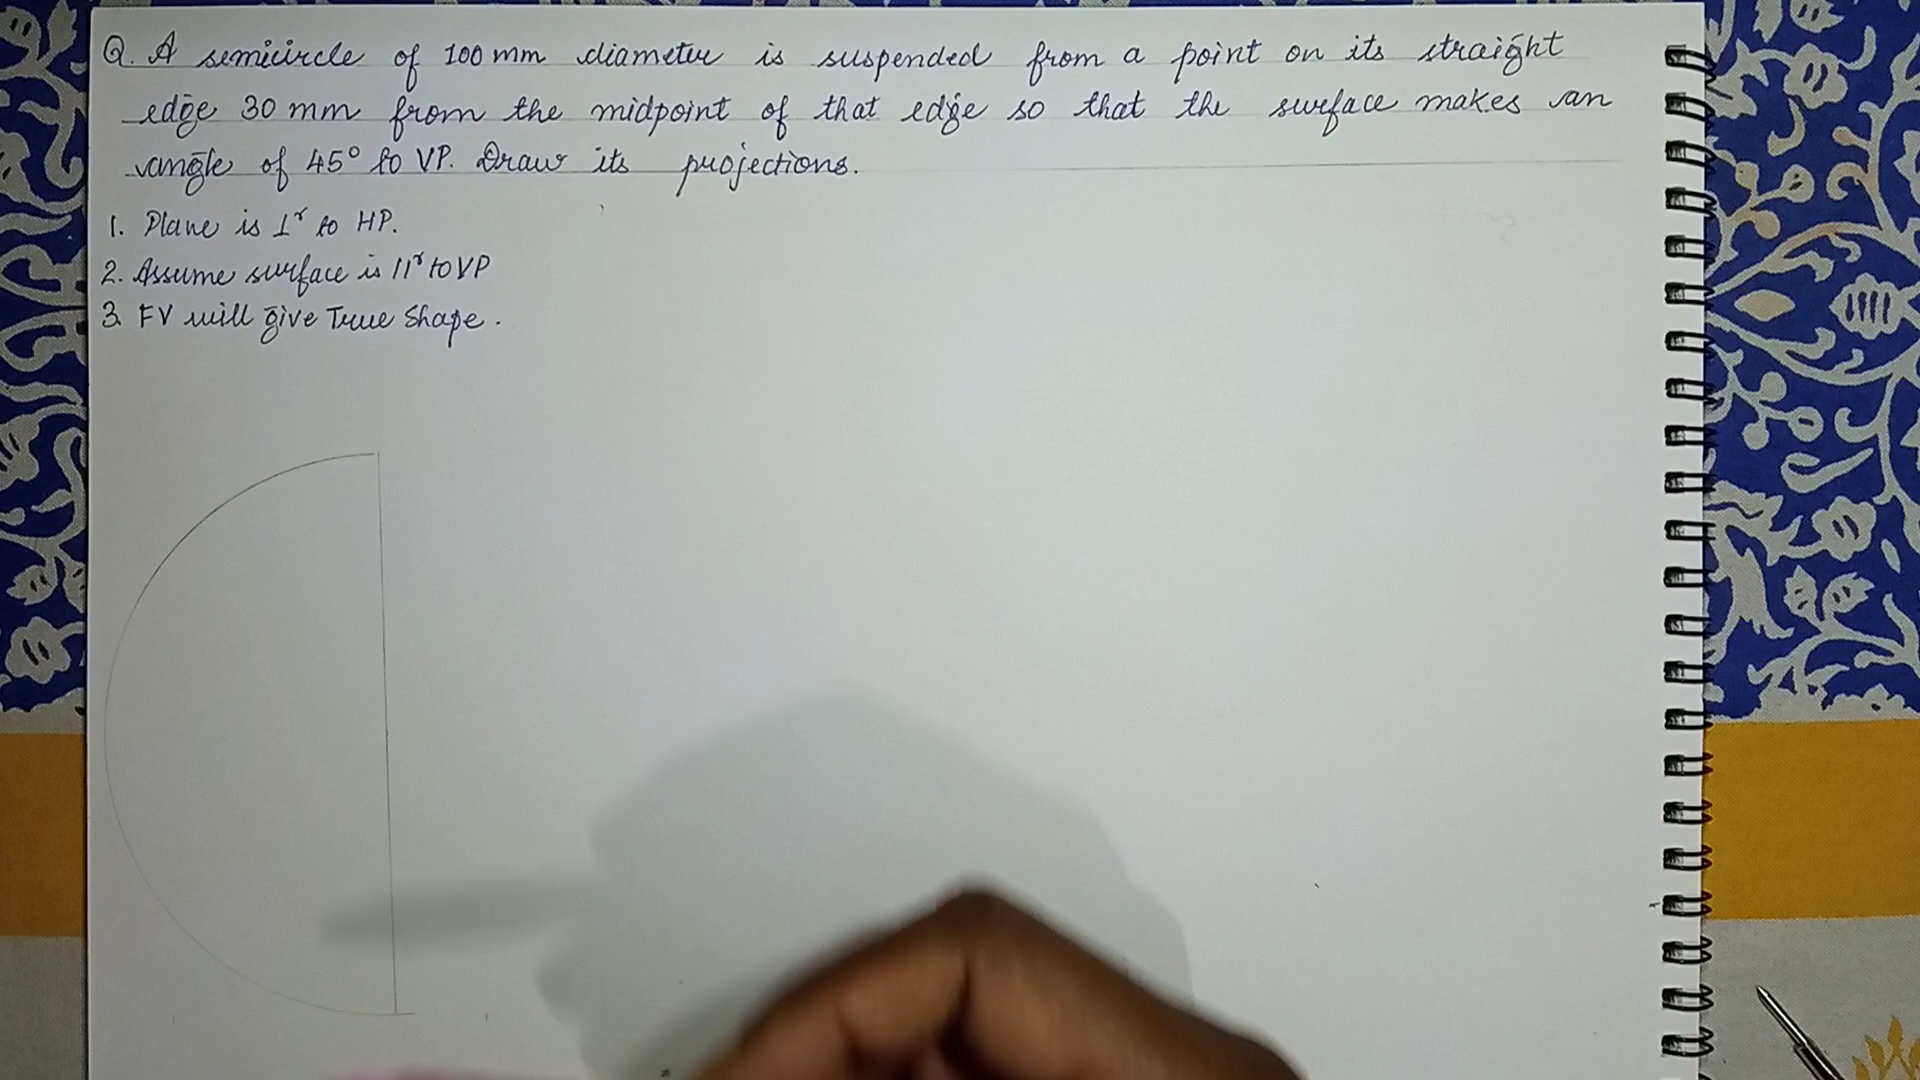 Q. A semicircle of 100 mm diameter is suspended from a point on its straight
edge 30 mm from the midpoint of that edge so that the surface makes an
angle of 45° to VP. Draw its projections.
1. Plane is ⊥ʳ to HP.
2. Assume surface is 11ʳ to VP
3. FV will give True Shape.